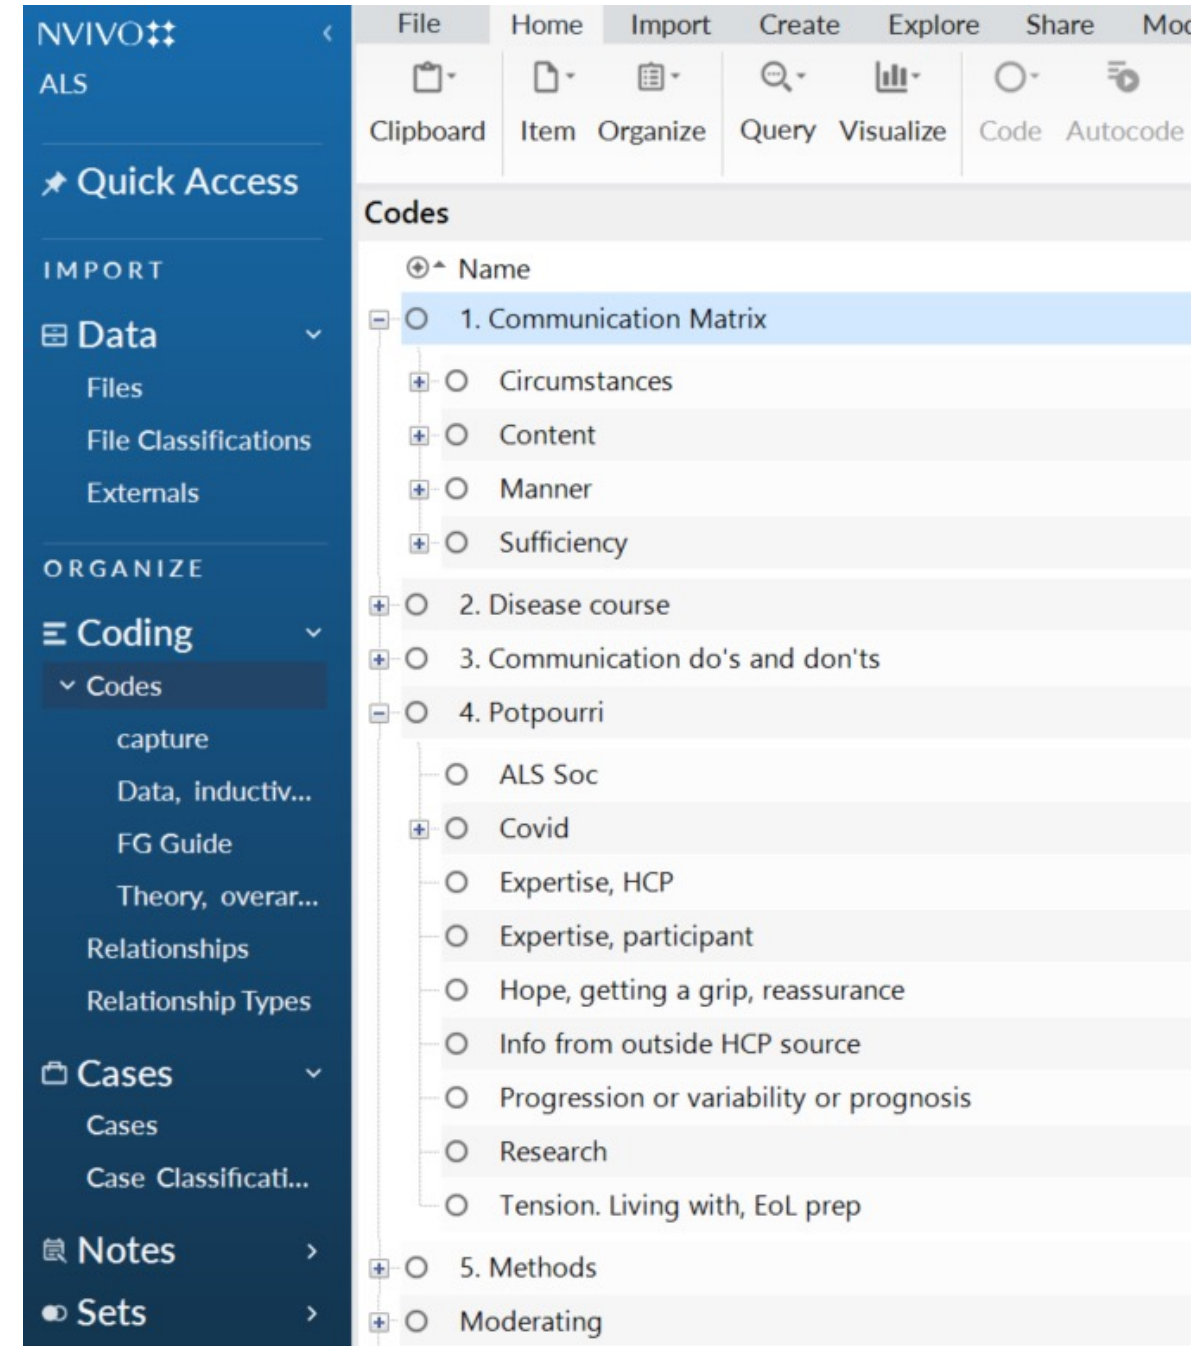 NVIVO
ALS
Quick Access
IMPORT
Data
Files
File Classifications
Externals
ORGANIZE
Coding
Codes
capture
Data, inductiv...
FG Guide
Theory, overar...
Relationships
Relationship Types
Cases
Cases
Case Classificati...
Notes
Sets
File Home Import Create Explore Share Mod
Clipboard Item Organize Query Visualize Code Autocode
Codes
Name
1. Communication Matrix
Circumstances
Content
Manner
Sufficiency
2. Disease course
3. Communication do's and don'ts
4. Potpourri
ALS Soc
Covid
Expertise, HCP
Expertise, participant
Hope, getting a grip, reassurance
Info from outside HCP source
Progression or variability or prognosis
Research
Tension. Living with, EoL prep
5. Methods
Moderating